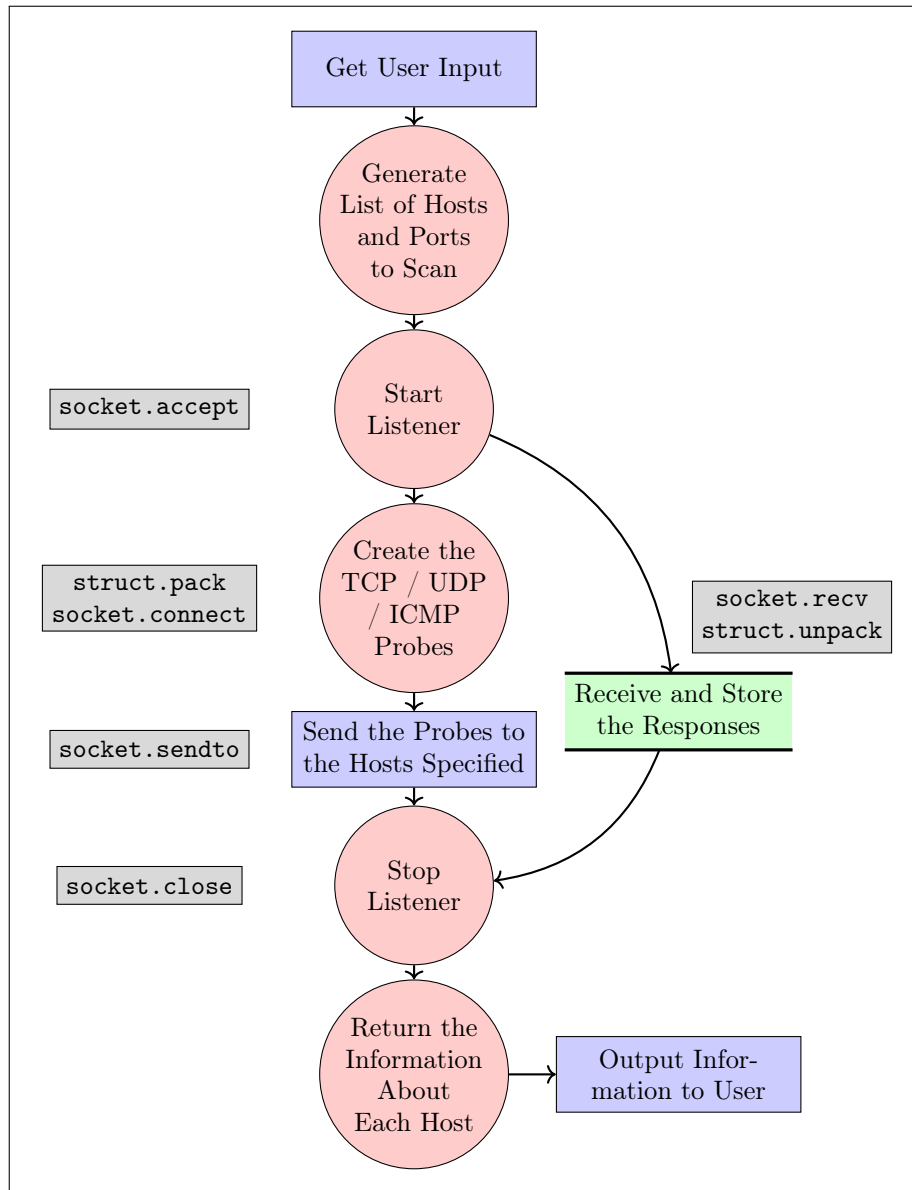 Get User Input
Generate
List of Hosts
and Ports
to Scan
socket.accept
Start
Listener
struct.pack
socket.connect
Create the
TCP / UDP
/ ICMP
Probes
socket.recv
struct.unpack
Receive and Store
the Responses
socket.sendto
Send the Probes to
the Hosts Specified
socket.close
Stop
Listener
Return the
Information
About
Each Host
Output Infor-
mation to User